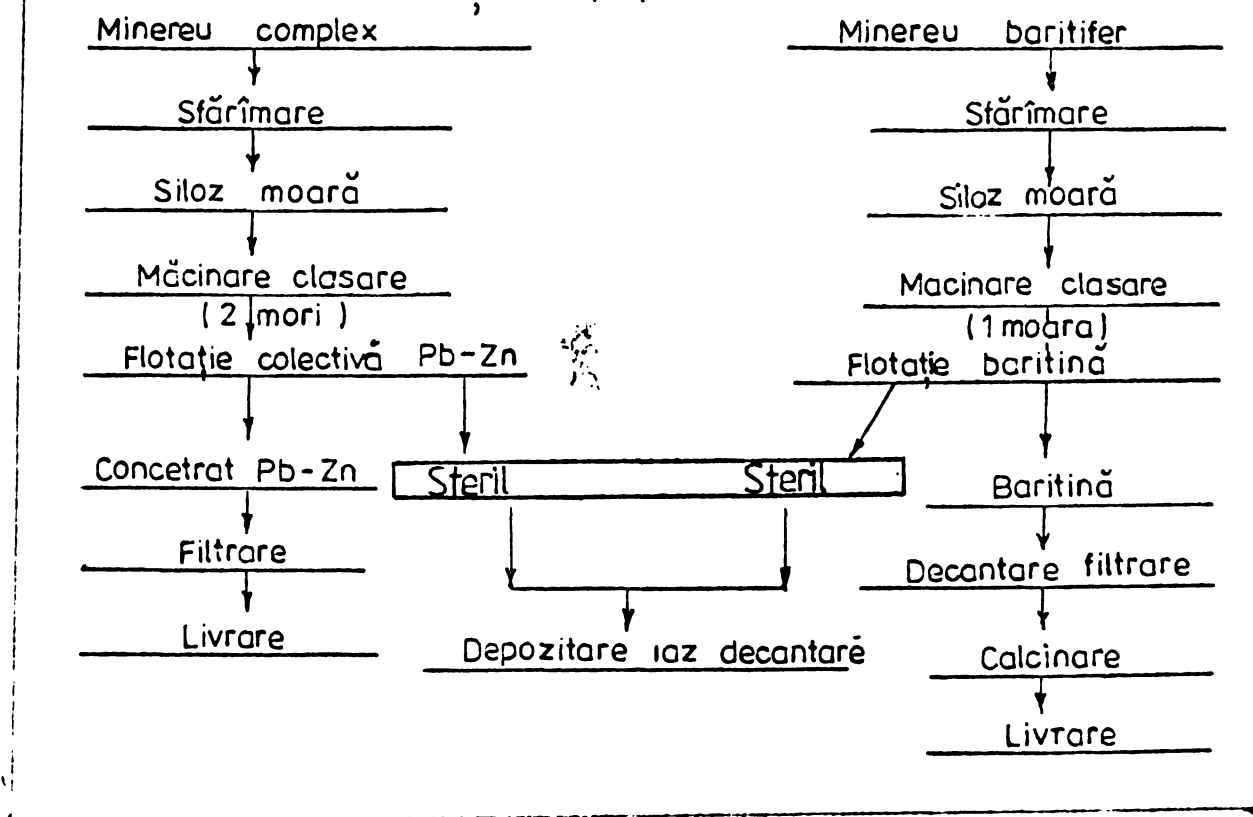 Minereu complex
Sfărîmare
Siloz moară
Măcinare clasare
(2 mori)
Flotație colectivă Pb-Zn
Concetrat Pb-Zn
Filtrare
Livrare
Steril
Steril
Depozitare iaz decantare
Minereu baritifer
Sfărîmare
Siloz moară
Macinare clasare
(1 moara)
Flotație baritină
Baritină
Decantare filtrare
Calcinare
Livrare